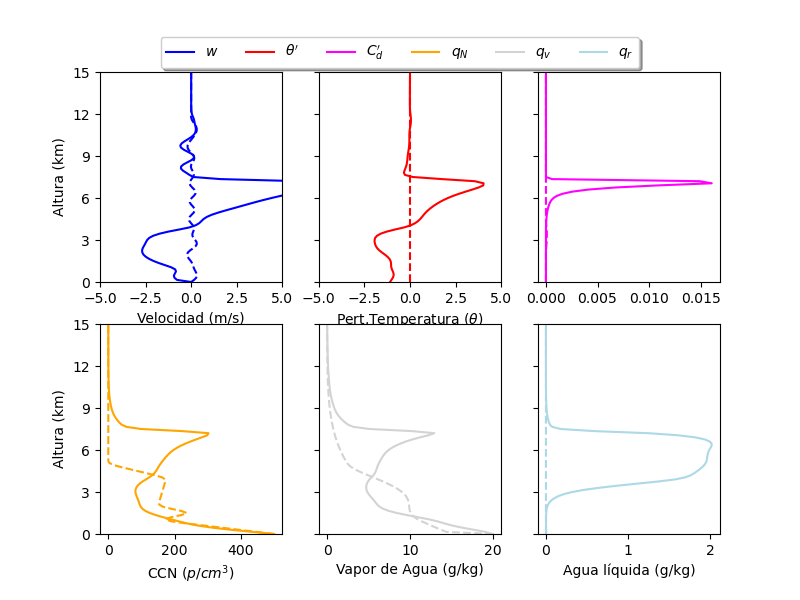 w θ′ C′d qN qv qr
15
12
9
6
3
0
Altura (km)
−5.0 −2.5 0.0 2.5 5.0
Velocidad (m/s)
−5.0 −2.5 0.0 2.5 5.0
Pert.Temperatura (θ)
0.000 0.005 0.010 0.015
15
12
9
6
3
0
Altura (km)
0 200 400
CCN (p/cm³)
0 10 20
Vapor de Agua (g/kg)
0 1 2
Agua líquida (g/kg)